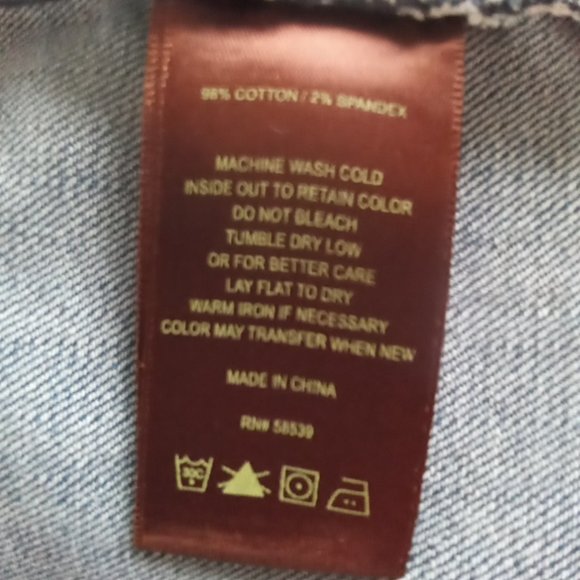 98% COTTON / 2% SPANDEX
MACHINE WASH COLD
INSIDE OUT TO RETAIN COLOR
DO NOT BLEACH
TUMBLE DRY LOW
OR FOR BETTER CARE
LAY FLAT TO DRY
WARM IRON IF NECESSARY
COLOR MAY TRANSFER WHEN NEW
MADE IN CHINA
RN# 58539
30C